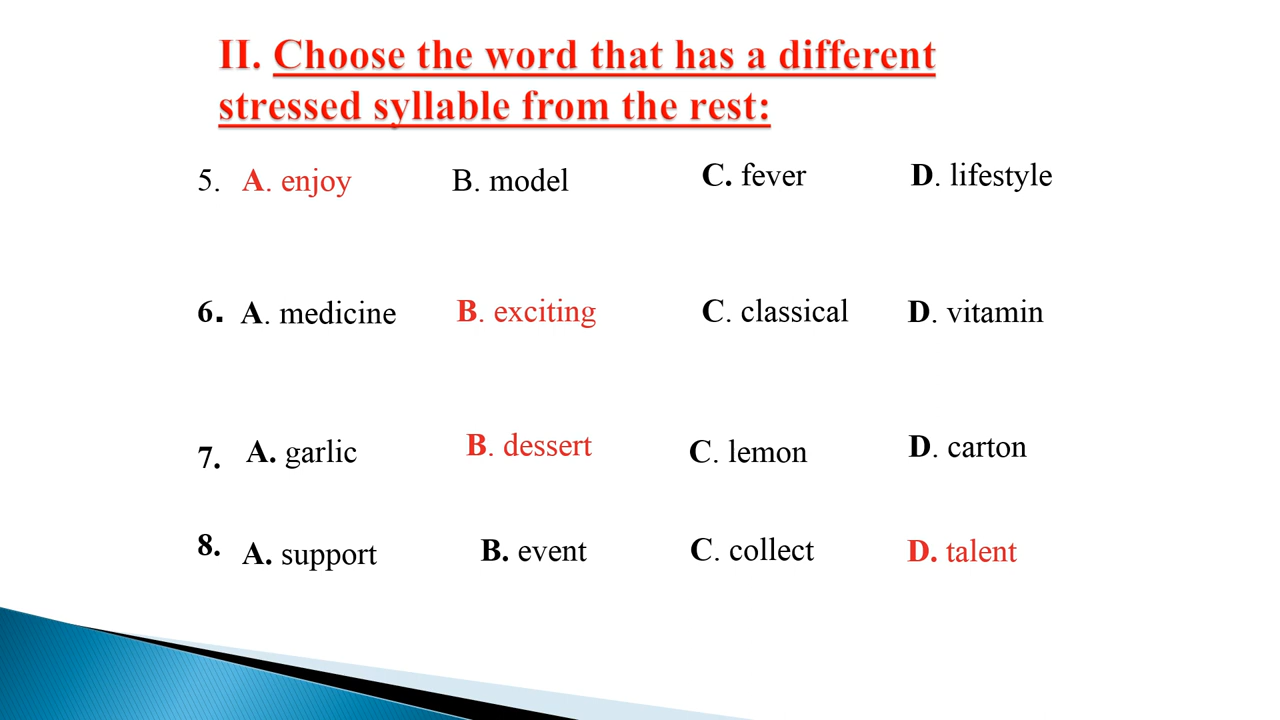 II. Choose the word that has a different
stressed syllable from the rest:
5. A. enjoy B. model C. fever D. lifestyle
6. A. medicine B. exciting C. classical D. vitamin
7. A. garlic B. dessert C. lemon D. carton
8. A. support B. event C. collect D. talent